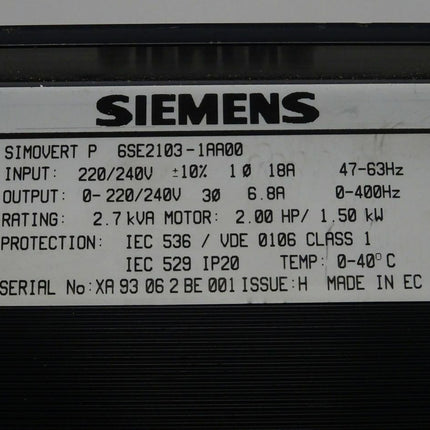 SIEMENS
SIMOVERT P 6SE2103-1AA00
INPUT: 220/240V ±10% 1Ø 18A 47-63Hz
OUTPUT: 0-220/240V 3Ø 6.8A 0-400Hz
RATING: 2.7 kVA MOTOR: 2.00 HP/ 1.50 kW
PROTECTION: IEC 536 / VDE 0106 CLASS 1
IEC 529 IP20 TEMP: 0-40°C
SERIAL No:XA 93 06 2 BE 001 ISSUE:H MADE IN EC